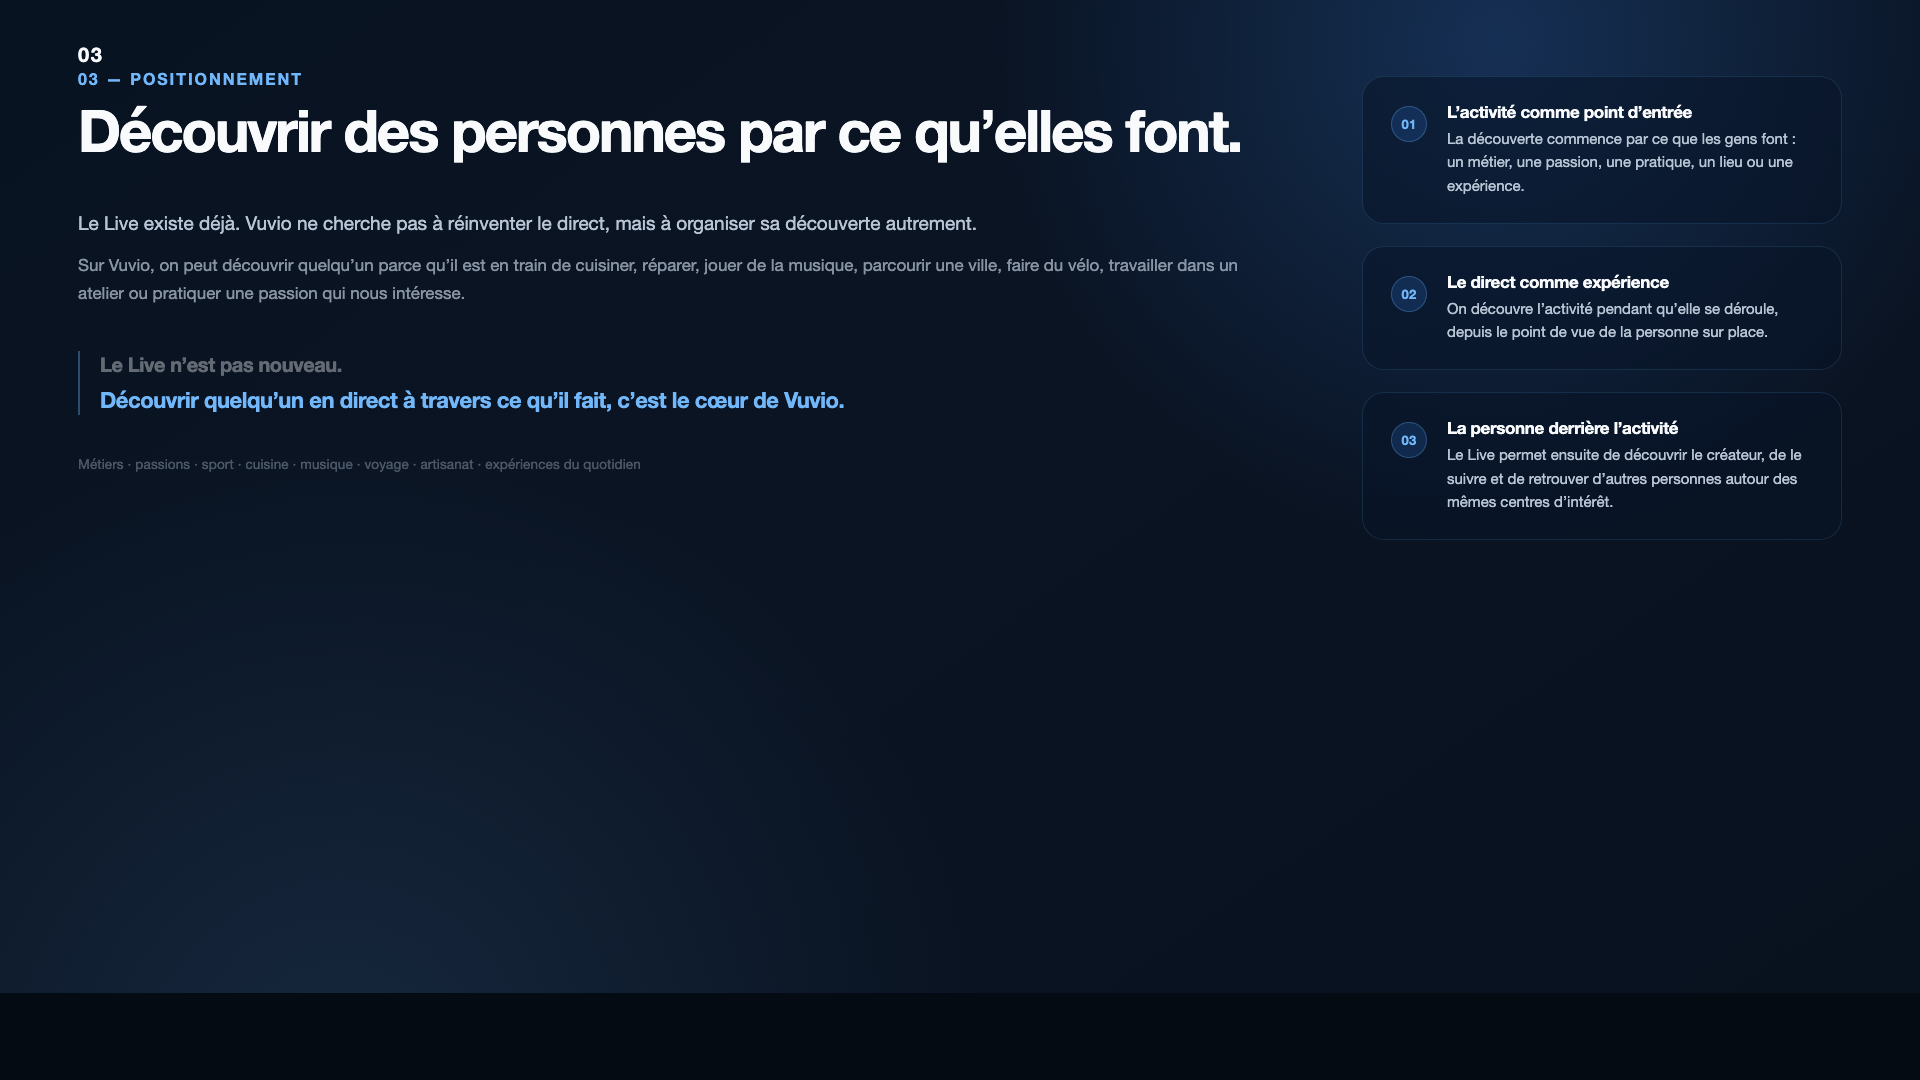 03
03 — POSITIONNEMENT
Découvrir des personnes par ce qu’elles font.
Le Live existe déjà. Vuvio ne cherche pas à réinventer le direct, mais à organiser sa découverte autrement.
Sur Vuvio, on peut découvrir quelqu’un parce qu’il est en train de cuisiner, réparer, jouer de la musique, parcourir une ville, faire du vélo, travailler dans un
atelier ou pratiquer une passion qui nous intéresse.
Le Live n’est pas nouveau.
Découvrir quelqu’un en direct à travers ce qu’il fait, c’est le cœur de Vuvio.
Métiers · passions · sport · cuisine · musique · voyage · artisanat · expériences du quotidien
01
L’activité comme point d’entrée
La découverte commence par ce que les gens font :
un métier, une passion, une pratique, un lieu ou une
expérience.
02
Le direct comme expérience
On découvre l’activité pendant qu’elle se déroule,
depuis le point de vue de la personne sur place.
03
La personne derrière l’activité
Le Live permet ensuite de découvrir le créateur, de le
suivre et de retrouver d’autres personnes autour des
mêmes centres d’intérêt.